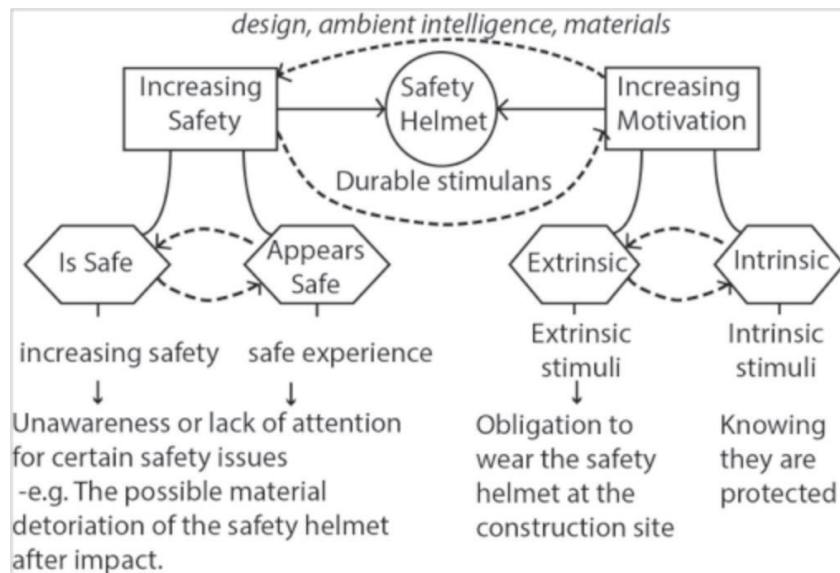 design, ambient intelligence, materials
Increasing
Safety
Safety
Helmet
Increasing
Motivation
Durable stimulans
Is Safe
Appears
Safe
Extrinsic
Intrinsic
increasing safety
safe experience
Extrinsic
stimuli
Intrinsic
stimuli
Unawareness or lack of attention
for certain safety issues
-e.g. The possible material
detoriation of the safety helmet
after impact.
Obligation to
wear the safety
helmet at the
construction site
Knowing
they are
protected